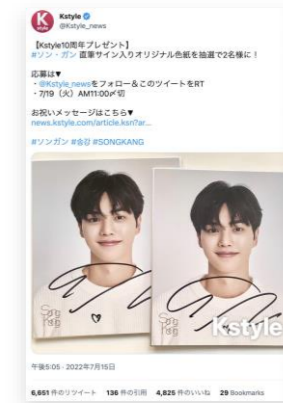 Kstyle
@Kstyle_news
【Kstyle10周年プレゼント】
#ソン・ガン 直筆サイン入りオリジナル色紙を抽選で2名様に！
応募は▼
・@Kstyle_newsをフォロー＆このツイートをRT
・7/19（火）AM11:00〆切
お祝いメッセージはこちら▼
news.kstyle.com/article.ksn?ar...
#ソンガン #송강 #SONGKANG
Song
Kang
Song
Kang
Kstyle
午後5:05 · 2022年7月15日
6,651 件のリツイート 136 件の引用 4,825 件のいいね 29 Bookmarks